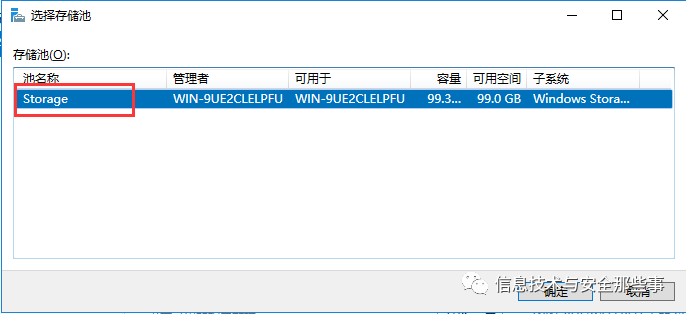 选择存储池
存储池(O):
池名称 管理者 可用于 容量 可用空间 子系统
Storage WIN-9UE2CLELPFU WIN-9UE2CLELPFU 99.3... 99.0 GB Windows Stora...
信息技术与安全那些事
确定 取消